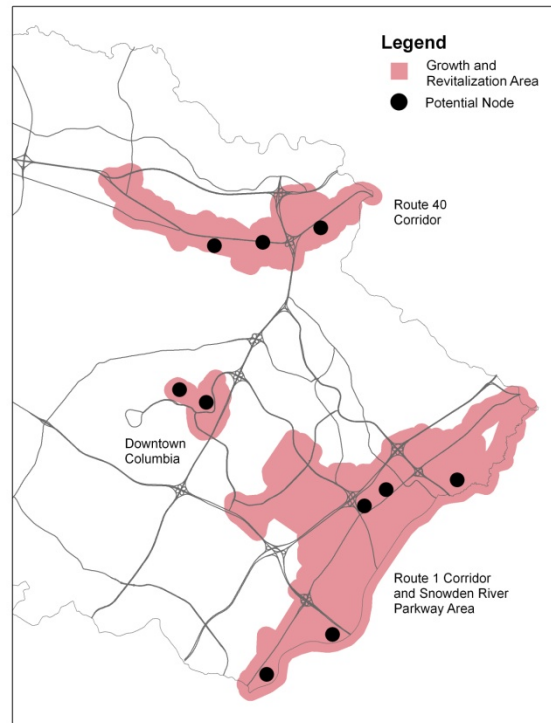 Legend
Growth and
Revitalization Area
Potential Node
Route 40
Corridor
Downtown
Columbia
Route 1 Corridor
and Snowden River
Parkway Area